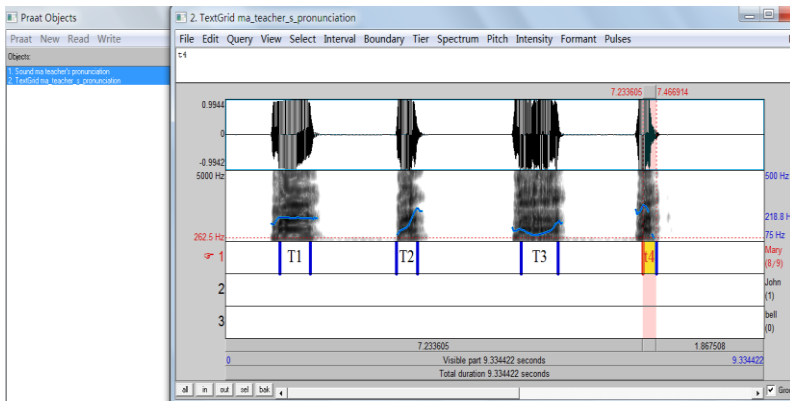 Praat Objects
Praat New Read Write
Objects:
1. Sound ma teacher's pronunciation
2. TextGrid ma_teacher_s_pronunciation
2. TextGrid ma_teacher_s_pronunciation
File Edit Query View Select Interval Boundary Tier Spectrum Pitch Intensity Formant Pulses
t4
7.233605 7.466914
0.9944
0
-0.9942
5000 Hz 500 Hz
218.8 H
262.5 Hz 75 Hz
1 T1 T2 T3 t4 Mary
(8/9)
2 John
(1)
3 bell
(0)
7.233605 1.867508
0 Visible part 9.334422 seconds 9.334422
Total duration 9.334422 seconds
all in out sel bak Grou